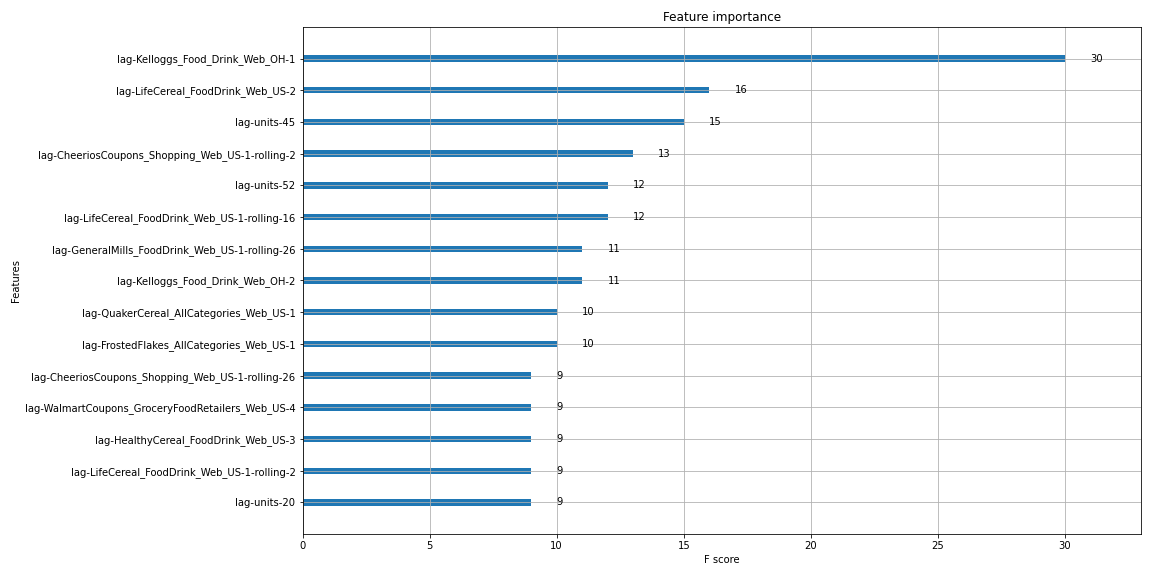 Feature importance
lag-Kelloggs_Food_Drink_Web_OH-1 30
lag-LifeCereal_FoodDrink_Web_US-2 16
lag-units-45 15
lag-CheeriosCoupons_Shopping_Web_US-1-rolling-2 13
lag-units-52 12
lag-LifeCereal_FoodDrink_Web_US-1-rolling-16 12
lag-GeneralMills_FoodDrink_Web_US-1-rolling-26 11
lag-Kelloggs_Food_Drink_Web_OH-2 11
lag-QuakerCereal_AllCategories_Web_US-1 10
lag-FrostedFlakes_AllCategories_Web_US-1 10
lag-CheeriosCoupons_Shopping_Web_US-1-rolling-26 9
lag-WalmartCoupons_GroceryFoodRetailers_Web_US-4 9
lag-HealthyCereal_FoodDrink_Web_US-3 9
lag-LifeCereal_FoodDrink_Web_US-1-rolling-2 9
lag-units-20 9
Features
0 5 10 15 20 25 30
F score